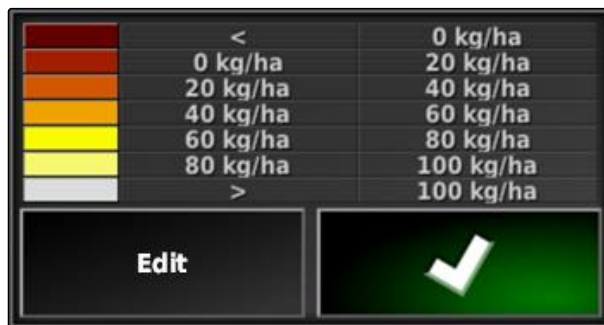 < 0 kg/ha
0 kg/ha 20 kg/ha
20 kg/ha 40 kg/ha
40 kg/ha 60 kg/ha
60 kg/ha 80 kg/ha
80 kg/ha 100 kg/ha
> 100 kg/ha
Edit